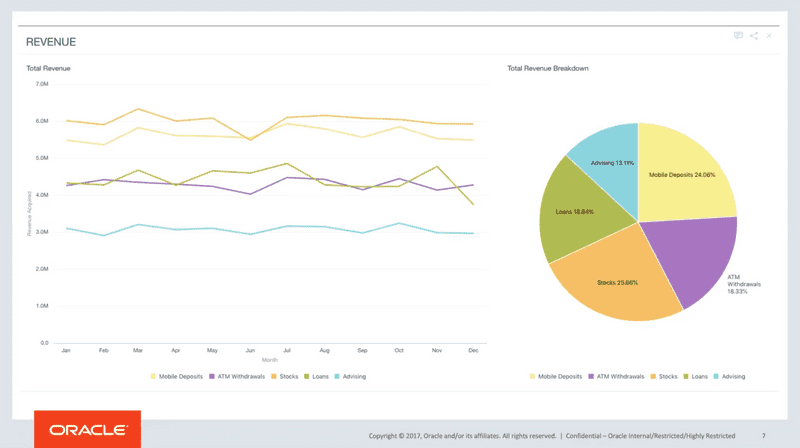 REVENUE
Total Revenue
7.0M
6.0M
5.0M
4.0M
3.0M
2.0M
1.0M
0.0
Revenue Acquired
Jan Feb Mar Apr May Jun Jul Aug Sep Oct Nov Dec
Month
Mobile Deposits ATM Withdrawals Stocks Loans Advising
Total Revenue Breakdown
Advising 13.11%
Mobile Deposits 24.06%
Loans 18.84%
Stocks 25.66%
ATM
Withdrawals
18.33%
Mobile Deposits ATM Withdrawals Stocks Loans Advising
ORACLE
Copyright © 2017, Oracle and/or its affiliates. All rights reserved. | Confidential – Oracle Internal/Restricted/Highly Restricted
7